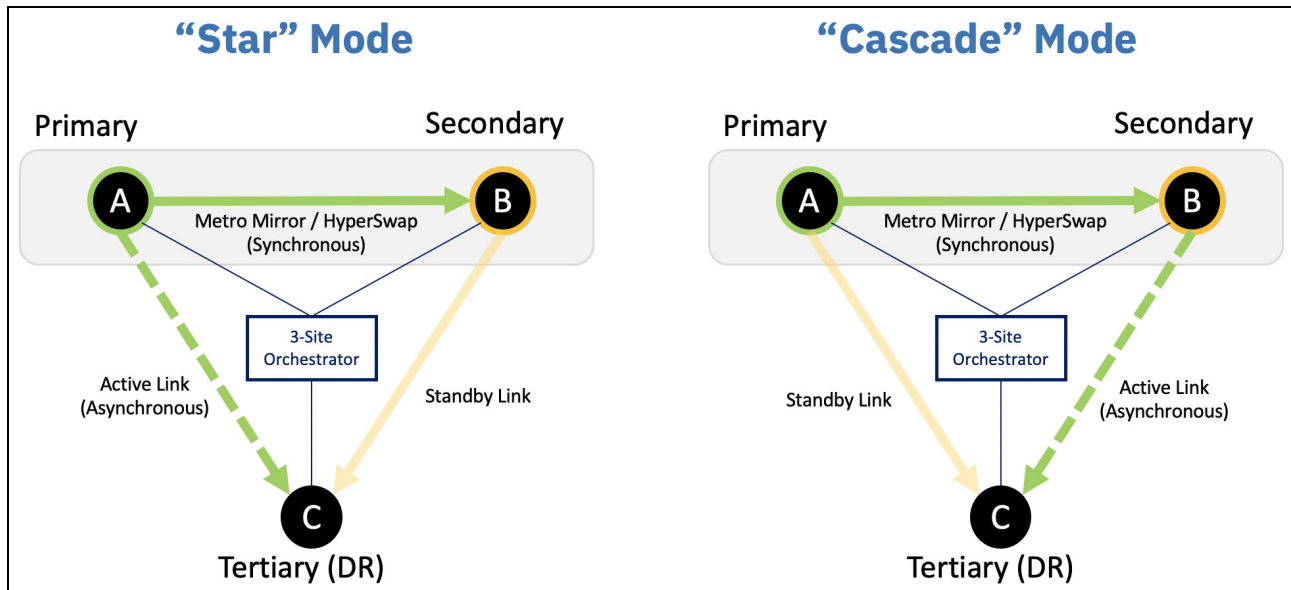 “Star” Mode
Primary
Secondary
A
B
Metro Mirror / HyperSwap
(Synchronous)
3-Site
Orchestrator
Active Link
(Asynchronous)
Standby Link
C
Tertiary (DR)
“Cascade” Mode
Primary
Secondary
A
B
Metro Mirror / HyperSwap
(Synchronous)
3-Site
Orchestrator
Standby Link
Active Link
(Asynchronous)
C
Tertiary (DR)